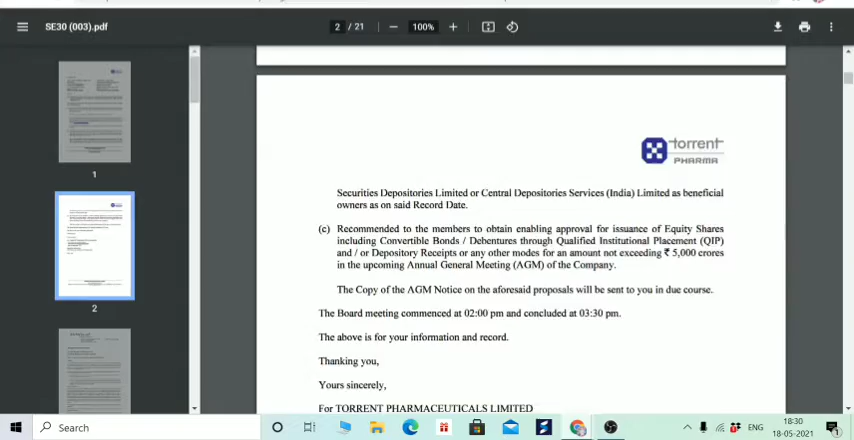 SE30 (003).pdf
2 / 21
100%
torrent
PHARMA
Securities Depositories Limited or Central Depositories Services (India) Limited as beneficial
owners as on said Record Date.
(c) Recommended to the members to obtain enabling approval for issuance of Equity Shares
including Convertible Bonds / Debentures through Qualified Institutional Placement (QIP)
and / or Depository Receipts or any other modes for an amount not exceeding ₹ 5,000 crores
in the upcoming Annual General Meeting (AGM) of the Company.
The Copy of the AGM Notice on the aforesaid proposals will be sent to you in due course.
The Board meeting commenced at 02:00 pm and concluded at 03:30 pm.
The above is for your information and record.
Thanking you,
Yours sincerely,
For TORRENT PHARMACEUTICALS LIMITED
1
2
Search
ENG
18:30
18-05-2021